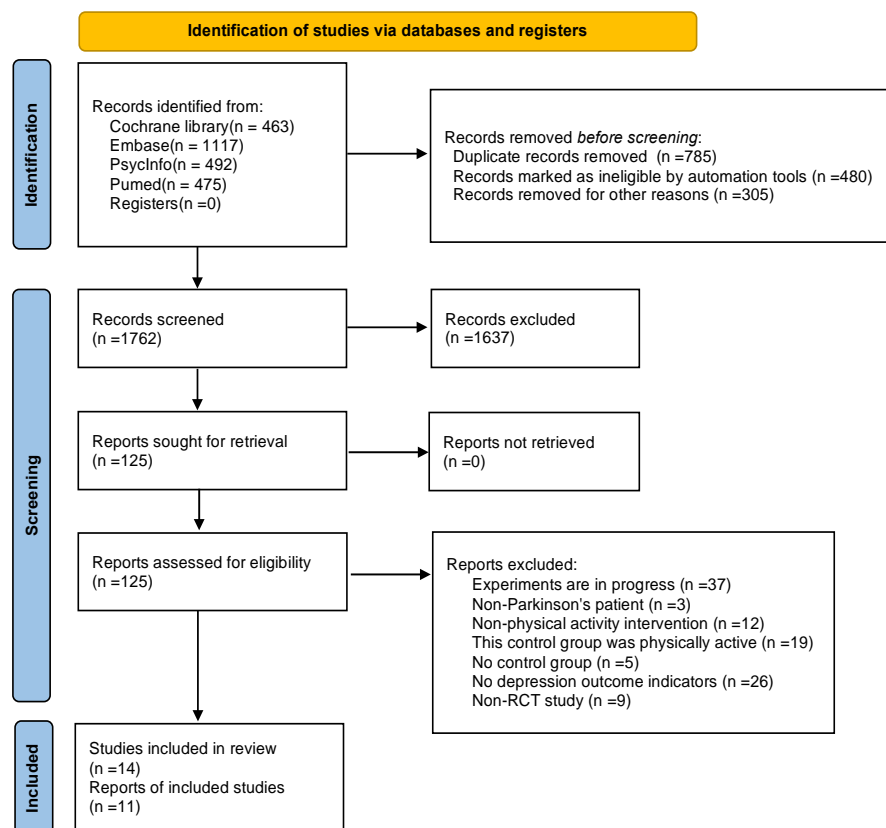 Identification of studies via databases and registers
Identification
Records identified from:
Cochrane library(n = 463)
Embase(n = 1117)
PsycInfo(n = 492)
Pumed(n = 475)
Registers(n =0)
Records removed before screening:
Duplicate records removed (n =785)
Records marked as ineligible by automation tools (n =480)
Records removed for other reasons (n =305)
Screening
Records screened
(n =1762)
Records excluded
(n =1637)
Reports sought for retrieval
(n =125)
Reports not retrieved
(n =0)
Reports assessed for eligibility
(n =125)
Reports excluded:
Experiments are in progress (n =37)
Non-Parkinson's patient (n =3)
Non-physical activity intervention (n =12)
This control group was physically active (n =19)
No control group (n =5)
No depression outcome indicators (n =26)
Non-RCT study (n =9)
Included
Studies included in review
(n =14)
Reports of included studies
(n =11)